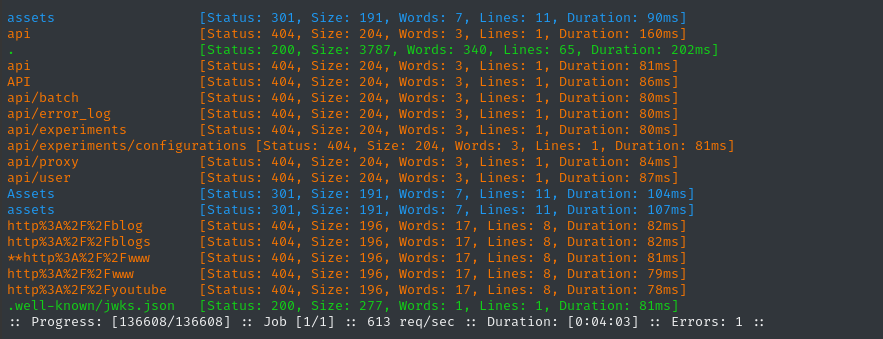 assets [Status: 301, Size: 191, Words: 7, Lines: 11, Duration: 90ms]
api [Status: 404, Size: 204, Words: 3, Lines: 1, Duration: 160ms]
. [Status: 200, Size: 3787, Words: 340, Lines: 65, Duration: 202ms]
api [Status: 404, Size: 204, Words: 3, Lines: 1, Duration: 81ms]
API [Status: 404, Size: 204, Words: 3, Lines: 1, Duration: 86ms]
api/batch [Status: 404, Size: 204, Words: 3, Lines: 1, Duration: 80ms]
api/error_log [Status: 404, Size: 204, Words: 3, Lines: 1, Duration: 80ms]
api/experiments [Status: 404, Size: 204, Words: 3, Lines: 1, Duration: 80ms]
api/experiments/configurations [Status: 404, Size: 204, Words: 3, Lines: 1, Duration: 81ms]
api/proxy [Status: 404, Size: 204, Words: 3, Lines: 1, Duration: 84ms]
api/user [Status: 404, Size: 204, Words: 3, Lines: 1, Duration: 87ms]
Assets [Status: 301, Size: 191, Words: 7, Lines: 11, Duration: 104ms]
assets [Status: 301, Size: 191, Words: 7, Lines: 11, Duration: 107ms]
http%3A%2F%2Fblog [Status: 404, Size: 196, Words: 17, Lines: 8, Duration: 82ms]
http%3A%2F%2Fblogs [Status: 404, Size: 196, Words: 17, Lines: 8, Duration: 82ms]
**http%3A%2F%2Fwww [Status: 404, Size: 196, Words: 17, Lines: 8, Duration: 81ms]
http%3A%2F%2Fwww [Status: 404, Size: 196, Words: 17, Lines: 8, Duration: 79ms]
http%3A%2F%2Fyoutube [Status: 404, Size: 196, Words: 17, Lines: 8, Duration: 78ms]
.well-known/jwks.json [Status: 200, Size: 277, Words: 1, Lines: 1, Duration: 81ms]
:: Progress: [136608/136608] :: Job [1/1] :: 613 req/sec :: Duration: [0:04:03] :: Errors: 1 ::